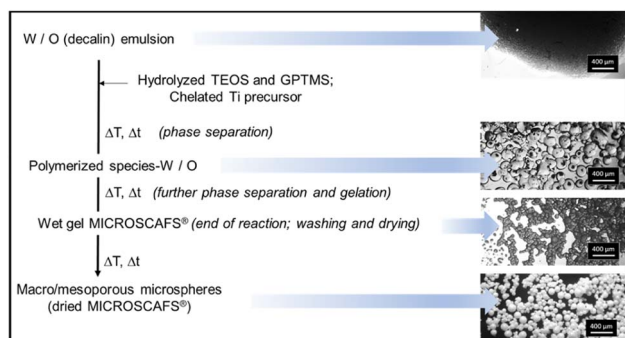 W / O (decalin) emulsion
400 µm
Hydrolyzed TEOS and GPTMS;
Chelated Ti precursor
ΔT, Δt (phase separation)
Polymerized species-W / O
400 µm
ΔT, Δt (further phase separation and gelation)
Wet gel MICROSCAFS® (end of reaction; washing and drying)
400 µm
ΔT, Δt
Macro/mesoporous microspheres
(dried MICROSCAFS®)
400 µm